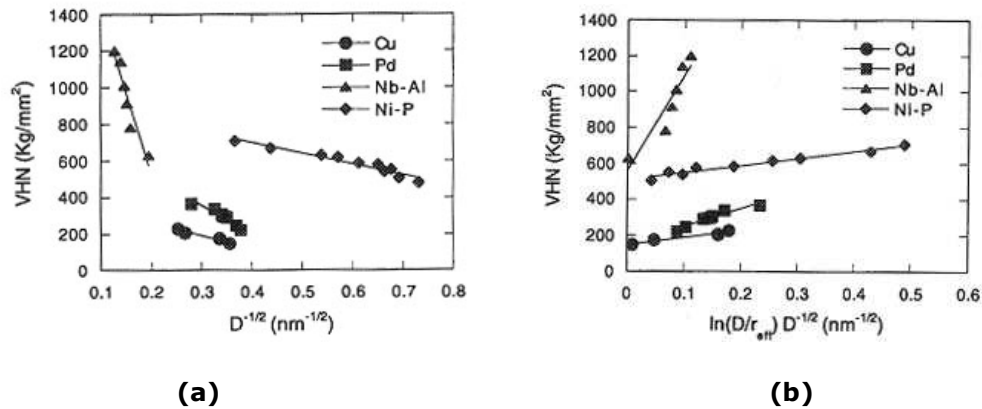 1400
1200
1000
800
600
400
200
0
VHN (Kg/mm²)
Cu
Pd
Nb-Al
Ni-P
0.1 0.2 0.3 0.4 0.5 0.6 0.7 0.8
D⁻¹/² (nm⁻¹/²)
(a)
1400
1200
1000
800
600
400
200
0
VHN (Kg/mm²)
Cu
Pd
Nb-Al
Ni-P
0 0.1 0.2 0.3 0.4 0.5 0.6
ln(D/r_eff) D⁻¹/² (nm⁻¹/²)
(b)